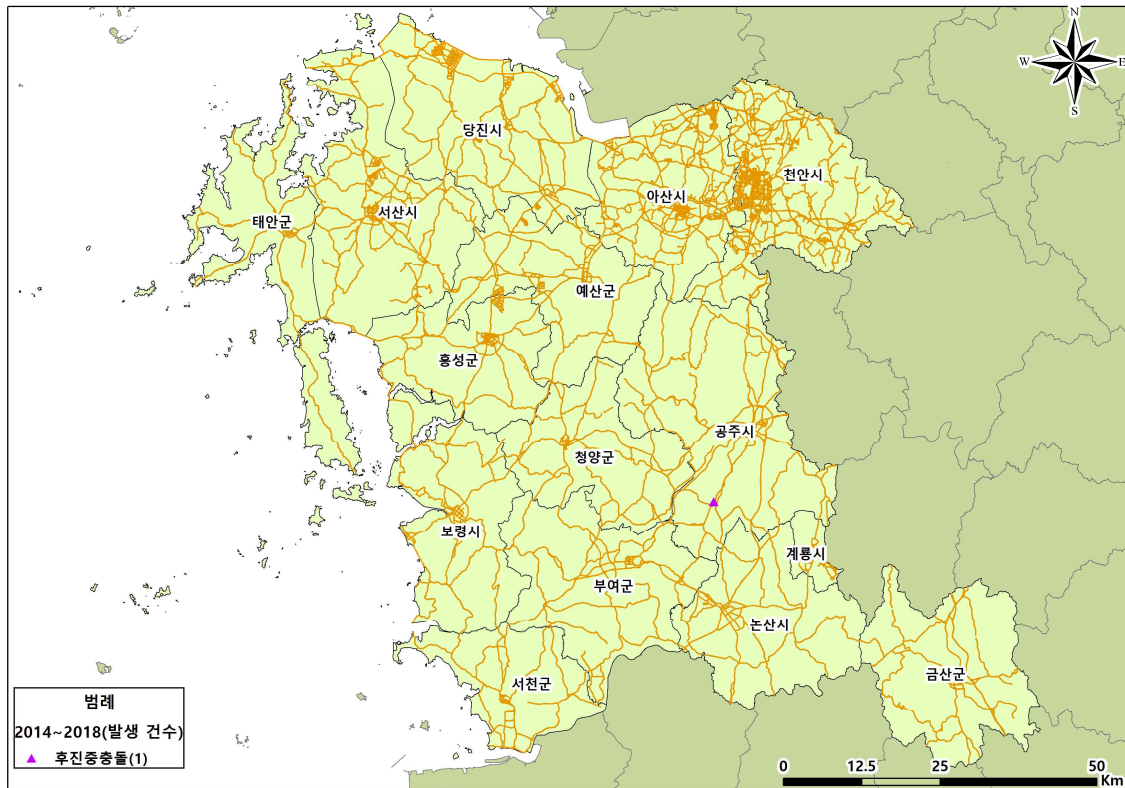 N
W E
S
당진시
천안시
아산시
서산시
태안군
예산군
홍성군
공주시
청양군
보령시
계룡시
부여군
논산시
금산군
서천군
범례
2014~2018(발생 건수)
후진중충돌(1)
0 12.5 25 50
Km